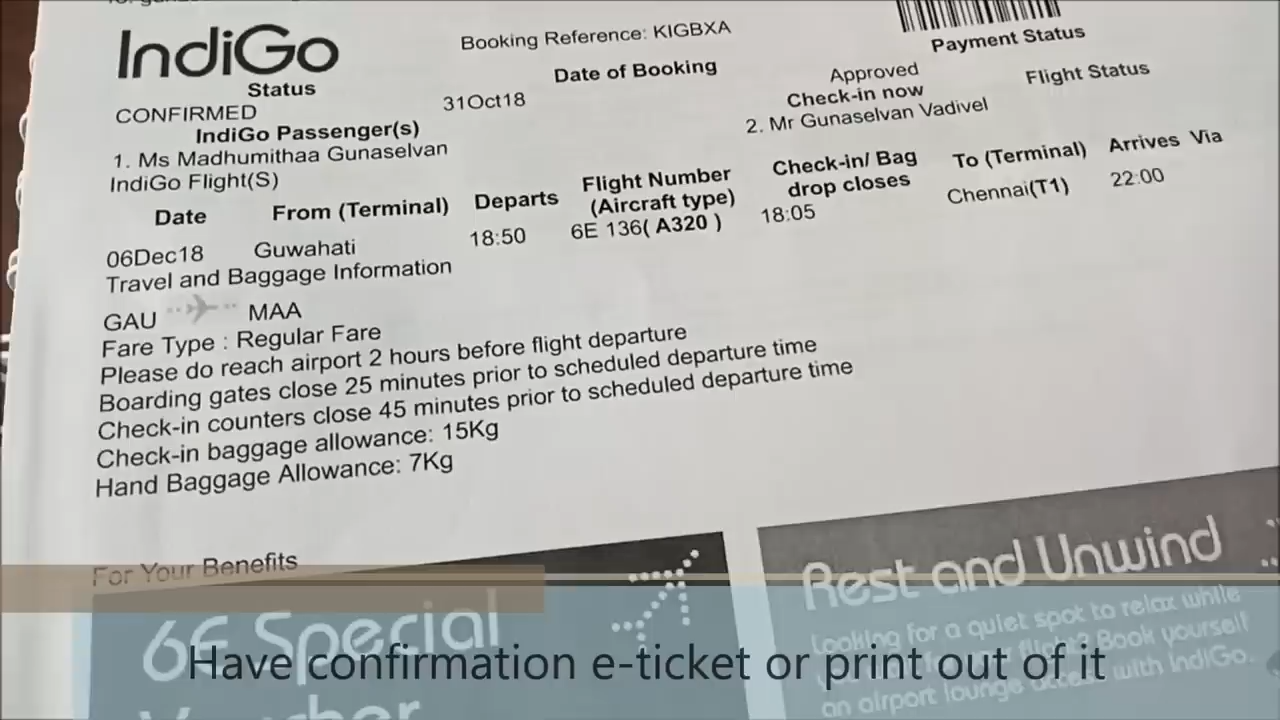 IndiGo
Booking Reference: KIGBXA
Status
Date of Booking
Payment Status
CONFIRMED
31Oct18
Approved
Flight Status
Check-in now
IndiGo Passenger(s)
1. Ms Madhumithaa Gunaselvan
2. Mr Gunaselvan Vadivel
IndiGo Flight(S)
Date From (Terminal) Departs Flight Number (Aircraft type) Check-in/ Bag drop closes To (Terminal) Arrives Via
06Dec18 Guwahati 18:50 6E 136( A320 ) 18:05 Chennai(T1) 22:00
Travel and Baggage Information
GAU MAA
Fare Type : Regular Fare
Please do reach airport 2 hours before flight departure
Boarding gates close 25 minutes prior to scheduled departure time
Check-in counters close 45 minutes prior to scheduled departure time
Check-in baggage allowance: 15Kg
Hand Baggage Allowance: 7Kg
For Your Benefits
6E Special
Voucher
Rest and Unwind
Looking for a quiet spot to relax while
your flight? Book yourself
an airport lounge access with IndiGo.
Have confirmation e-ticket or print out of it